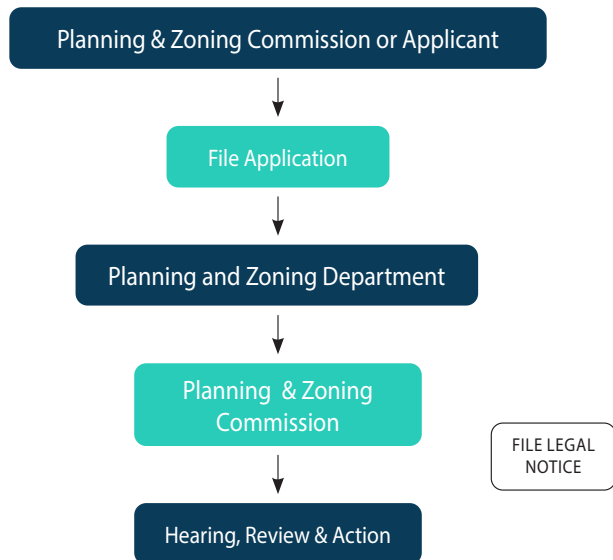 Planning & Zoning Commission or Applicant
File Application
Planning and Zoning Department
Planning & Zoning
Commission
FILE LEGAL
NOTICE
Hearing, Review & Action